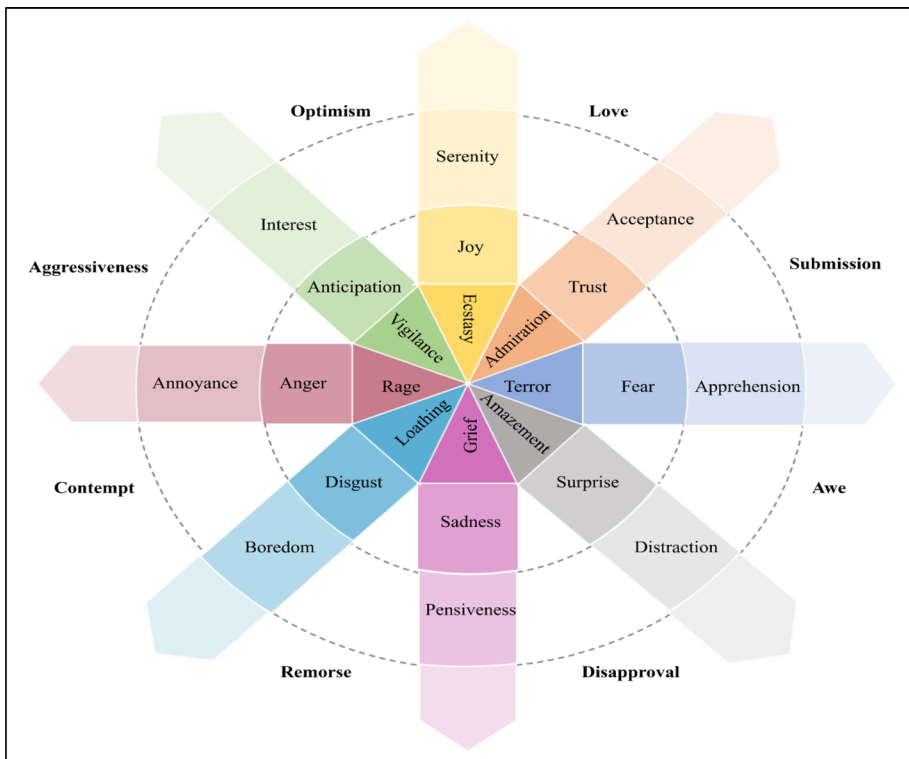 Optimism
Love
Serenity
Interest
Acceptance
Joy
Aggressiveness
Submission
Anticipation
Trust
Vigilance
Ecstasy
Admiration
Annoyance
Anger
Rage
Terror
Fear
Apprehension
Loathing
Grief
Amazement
Contempt
Disgust
Surprise
Awe
Sadness
Boredom
Distraction
Pensiveness
Remorse
Disapproval